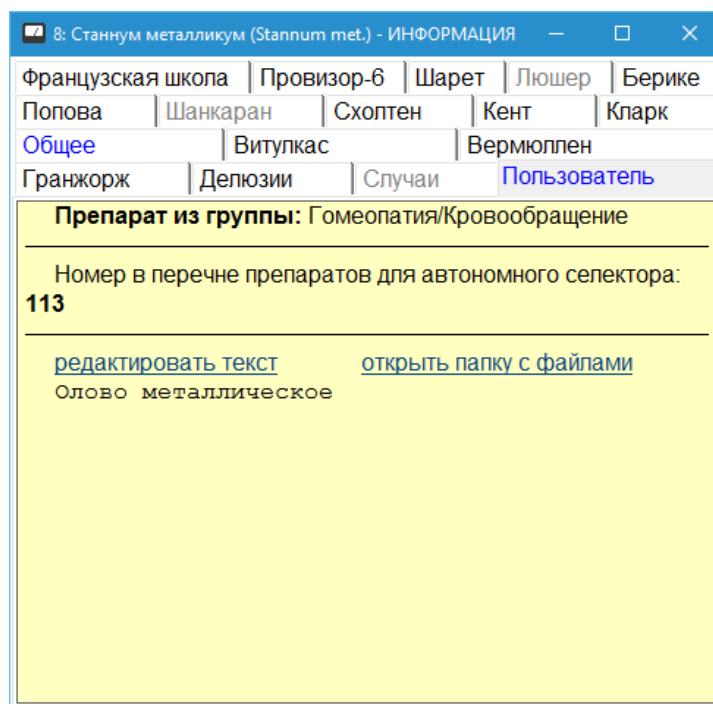 8: Станнум металликум (Stannum met.) - ИНФОРМАЦИЯ
Французская школа Провизор-6 Шарет Люшер Берике
Попова Шанкаран Схолтен Кент Кларк
Общее Витулкас Вермюллен
Гранжорж Делюзии Случаи Пользователь
Препарат из группы: Гомеопатия/Кровообращение
Номер в перечне препаратов для автономного селектора:
113
редактировать текст открыть папку с файлами
Олово металлическое